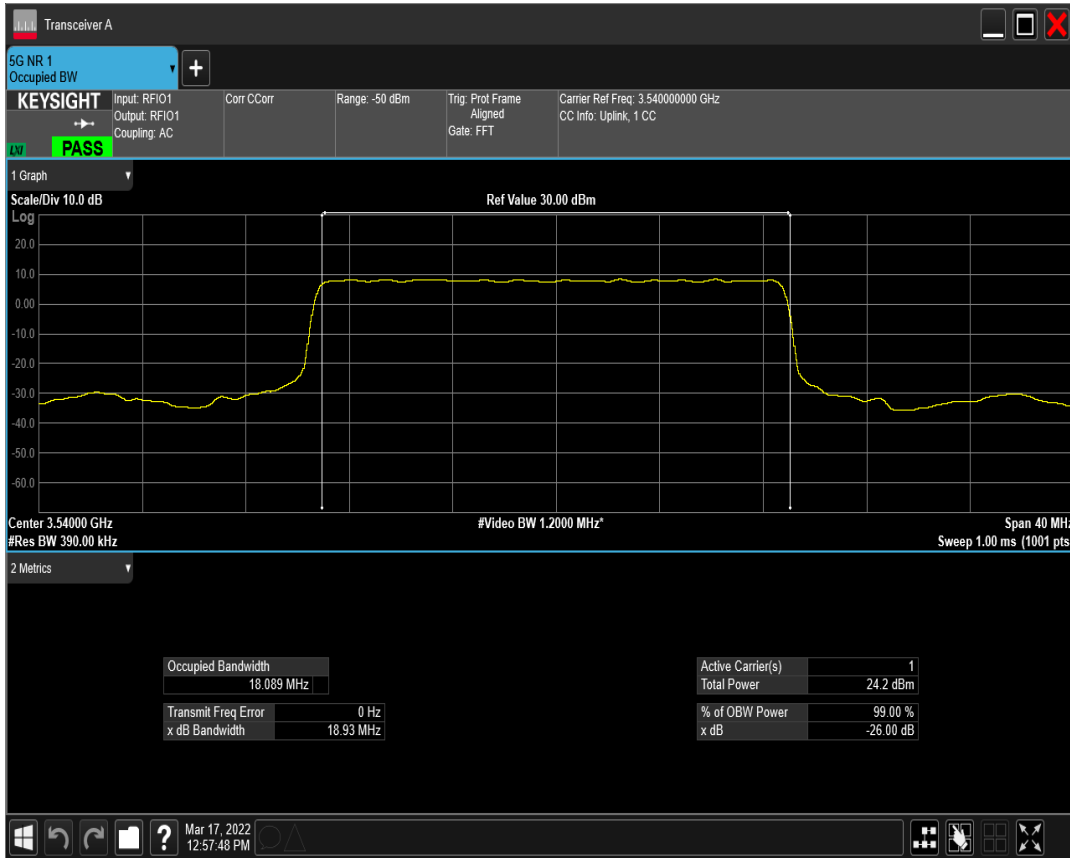 Transceiver A
5G NR 1
Occupied BW
KEYSIGHT
LXI
PASS
Input: RFIO1
Output: RFIO1
Coupling: AC
Corr CCorr
Range: -50 dBm
Trig: Prot Frame
Aligned
Gate: FFT
Carrier Ref Freq: 3.540000000 GHz
CC Info: Uplink, 1 CC
1 Graph
Scale/Div 10.0 dB
Ref Value 30.00 dBm
Log
20.0
10.0
0.00
-10.0
-20.0
-30.0
-40.0
-50.0
-60.0
Center 3.54000 GHz
#Video BW 1.2000 MHz*
Span 40 MHz
#Res BW 390.00 kHz
Sweep 1.00 ms (1001 pts
2 Metrics
Occupied Bandwidth
18.089 MHz
Transmit Freq Error 0 Hz
x dB Bandwidth 18.93 MHz
Active Carrier(s) 1
Total Power 24.2 dBm
% of OBW Power 99.00 %
x dB -26.00 dB
?
Mar 17, 2022
12:57:48 PM